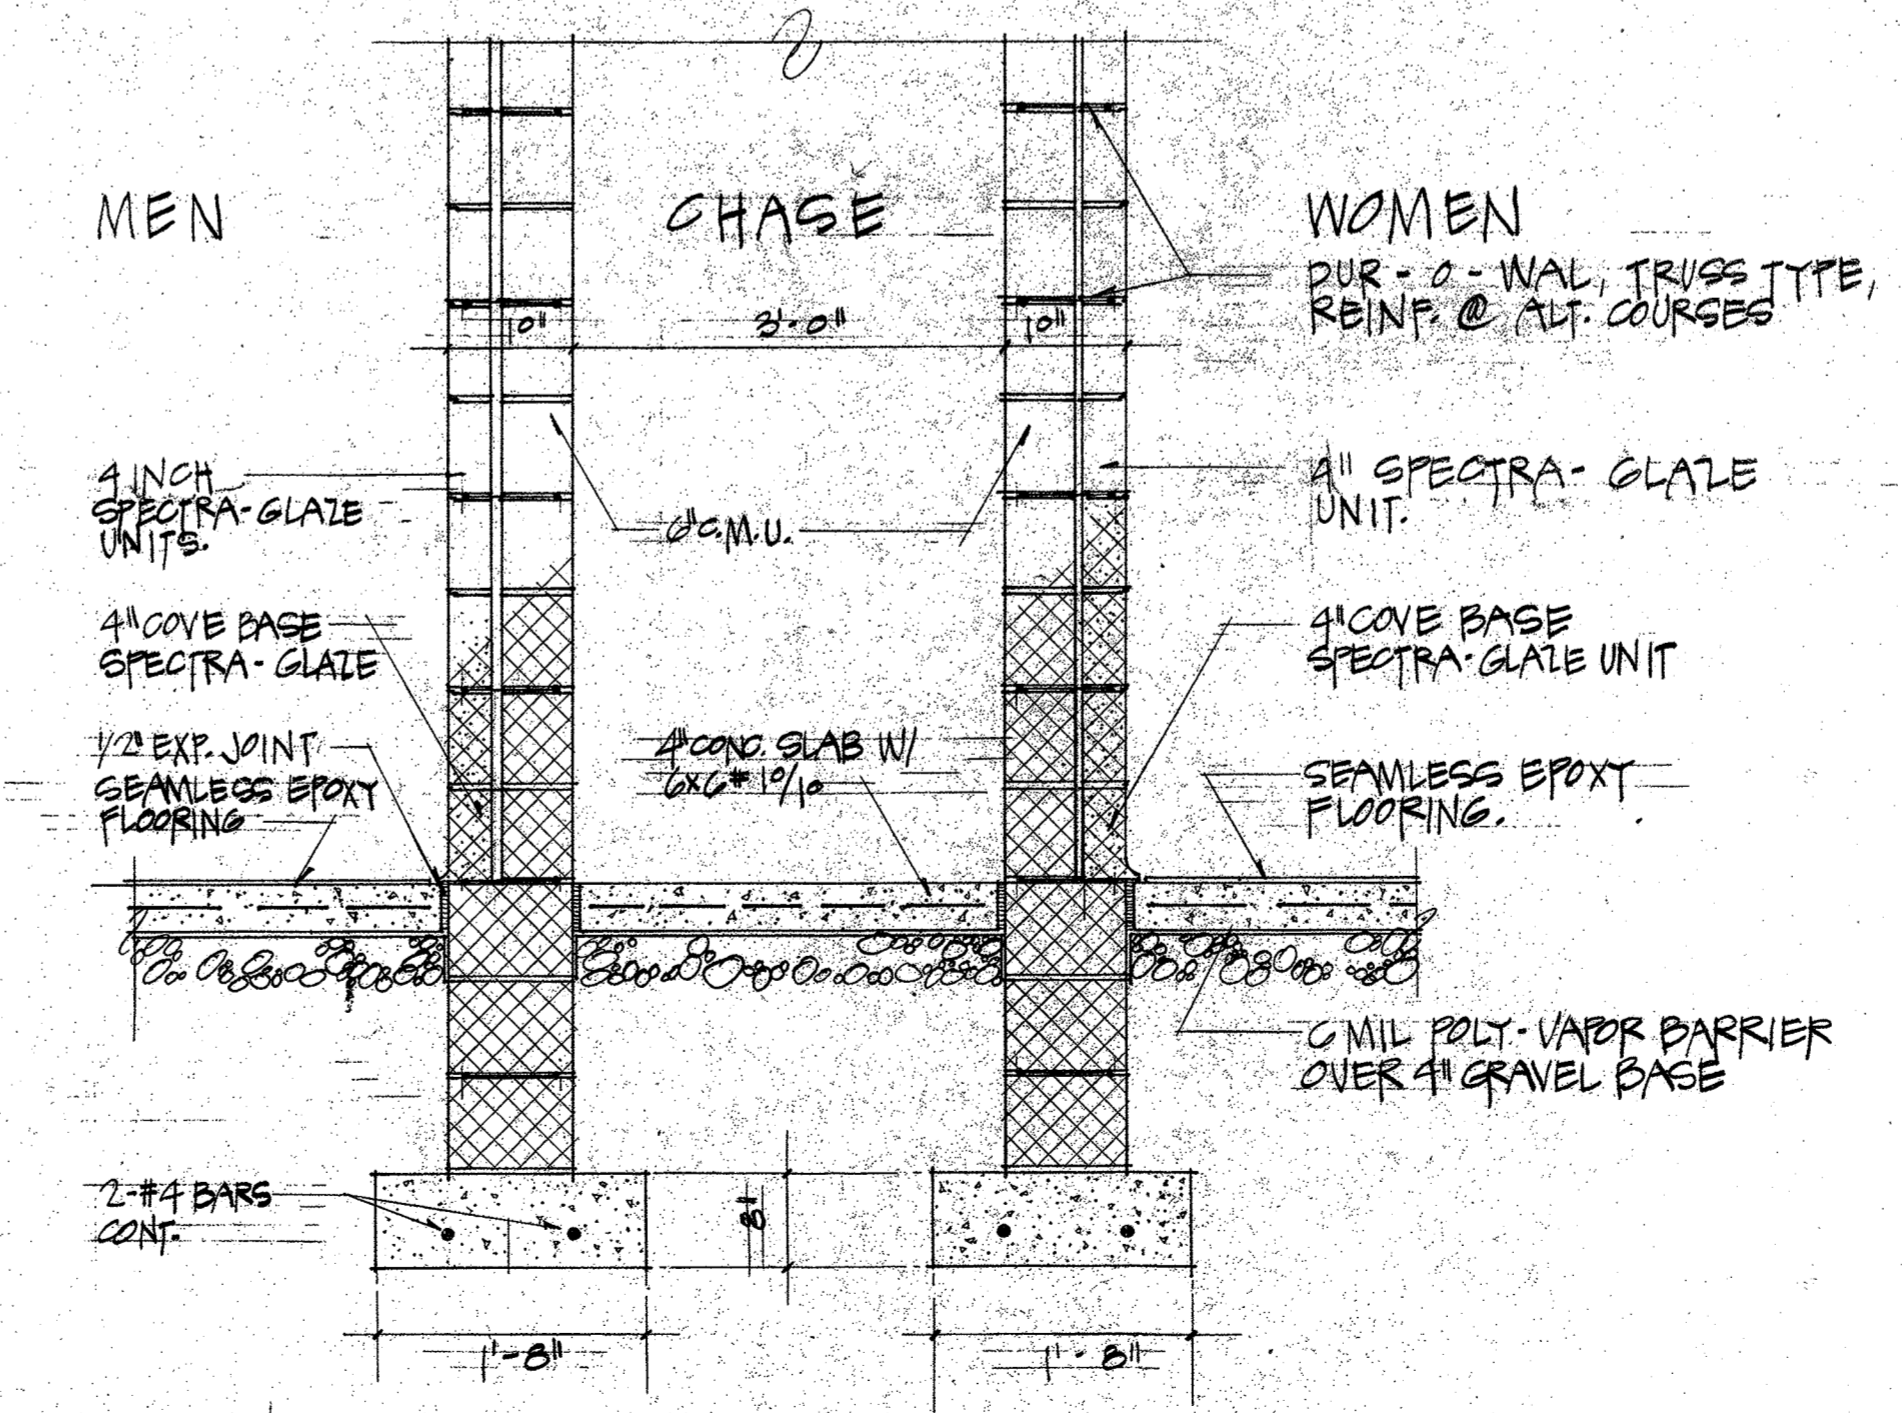 MEN
CHASE
WOMEN
DUR-O-WAL, TRUSS TYPE,
REINF. @ ALT. COURSES
10"
3'-0"
10"
4 INCH
SPECTRA-GLAZE
UNITS.
6" C.M.U.
4" SPECTRA-GLAZE
UNIT.
4" COVE BASE
SPECTRA-GLAZE
4" COVE BASE
SPECTRA-GLAZE UNIT
1/2" EXP. JOINT
SEAMLESS EPOXY
FLOORING
4" CONC. SLAB W/
6x6 # 10/10
SEAMLESS EPOXY
FLOORING.
6 MIL POLY-VAPOR BARRIER
OVER 4" GRAVEL BASE
2-#4 BARS
CONT.
8"
1'-8"
1'-8"